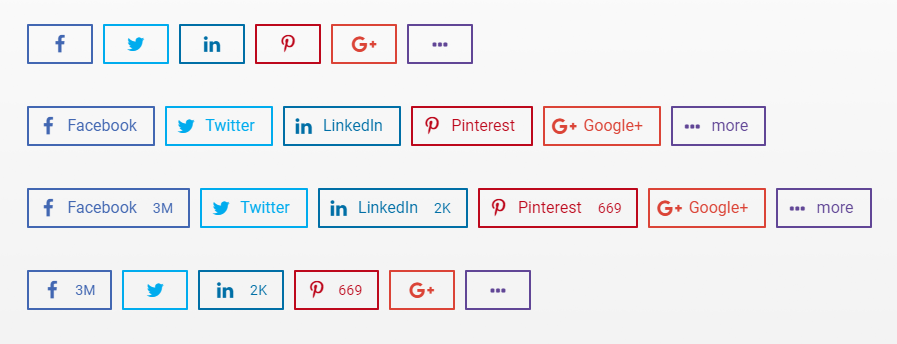 f in G+
f Facebook Twitter in LinkedIn Pinterest G+ Google+ more
f Facebook 3M Twitter in LinkedIn 2K Pinterest 669 G+ Google+ more
f 3M in 2K 669 G+